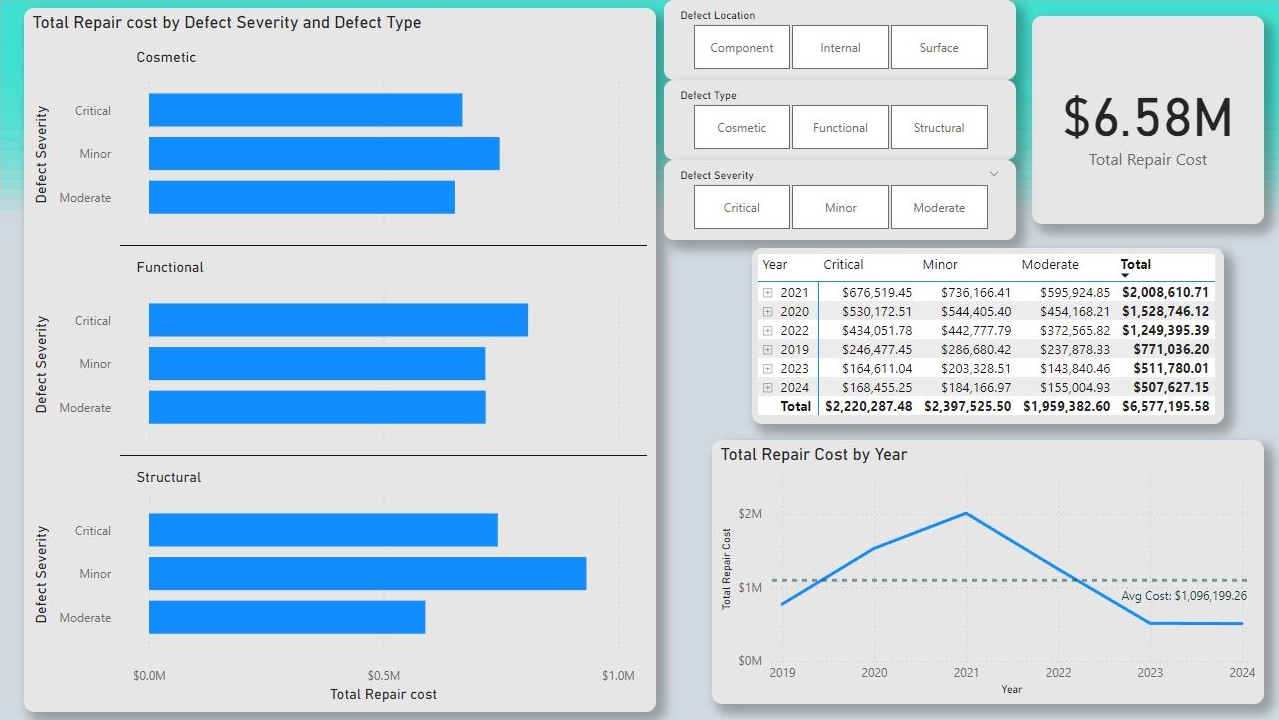 Total Repair cost by Defect Severity and Defect Type
Cosmetic
Defect Severity
Critical
Minor
Moderate
Functional
Defect Severity
Critical
Minor
Moderate
Structural
Defect Severity
Critical
Minor
Moderate
$0.0M $0.5M $1.0M
Total Repair cost
Defect Location
Component Internal Surface
Defect Type
Cosmetic Functional Structural
Defect Severity
Critical Minor Moderate
$6.58M
Total Repair Cost
Year Critical Minor Moderate Total
2021 $676,519.45 $736,166.41 $595,924.85 $2,008,610.71
2020 $530,172.51 $544,405.40 $454,168.21 $1,528,746.12
2022 $434,051.78 $442,777.79 $372,565.82 $1,249,395.39
2019 $246,477.45 $286,680.42 $237,878.33 $771,036.20
2023 $164,611.04 $203,328.51 $143,840.46 $511,780.01
2024 $168,455.25 $184,166.97 $155,004.93 $507,627.15
Total $2,220,287.48 $2,397,525.50 $1,959,382.60 $6,577,195.58
Total Repair Cost by Year
Total Repair Cost
$2M
$1M
$0M
Avg Cost: $1,096,199.26
2019 2020 2021 2022 2023 2024
Year